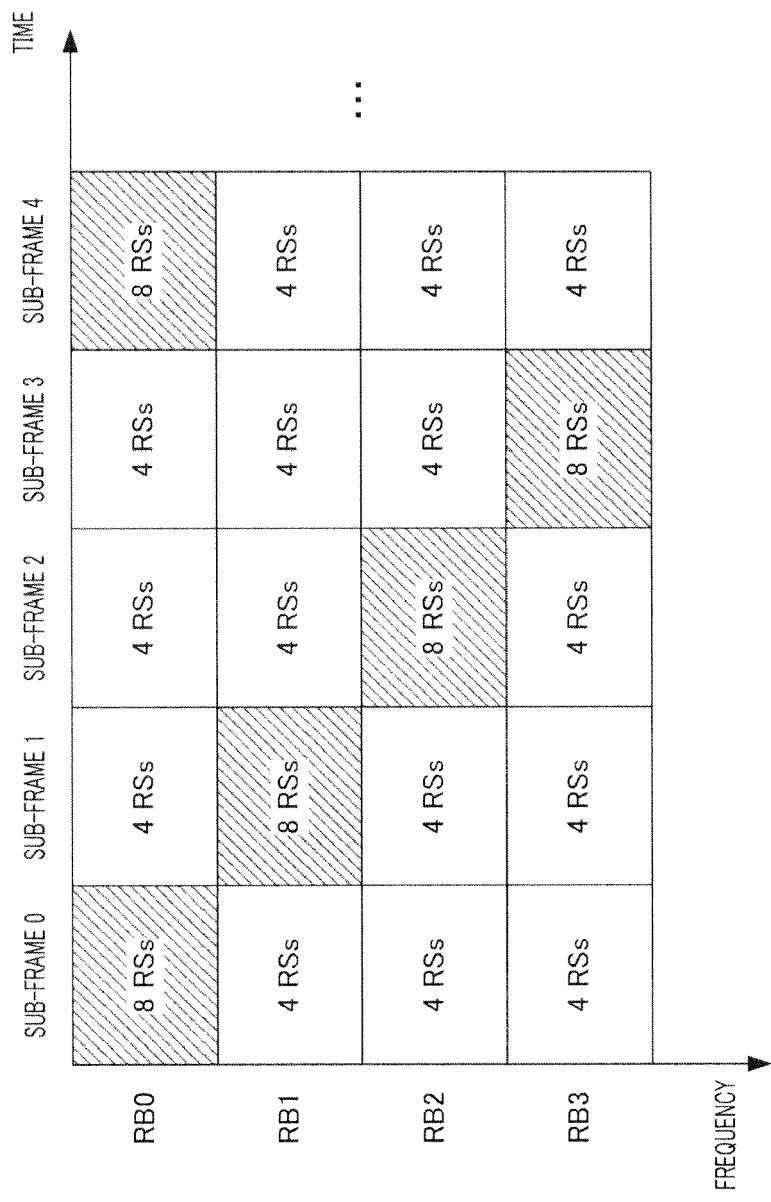 SUB-FRAME 0 SUB-FRAME 1 SUB-FRAME 2 SUB-FRAME 3 SUB-FRAME 4 TIME
RB0 8 RSs 4 RSs 4 RSs 4 RSs 8 RSs
RB1 4 RSs 8 RSs 4 RSs 4 RSs 4 RSs
...
RB2 4 RSs 4 RSs 8 RSs 4 RSs 4 RSs
RB3 4 RSs 4 RSs 4 RSs 8 RSs 4 RSs
FREQUENCY